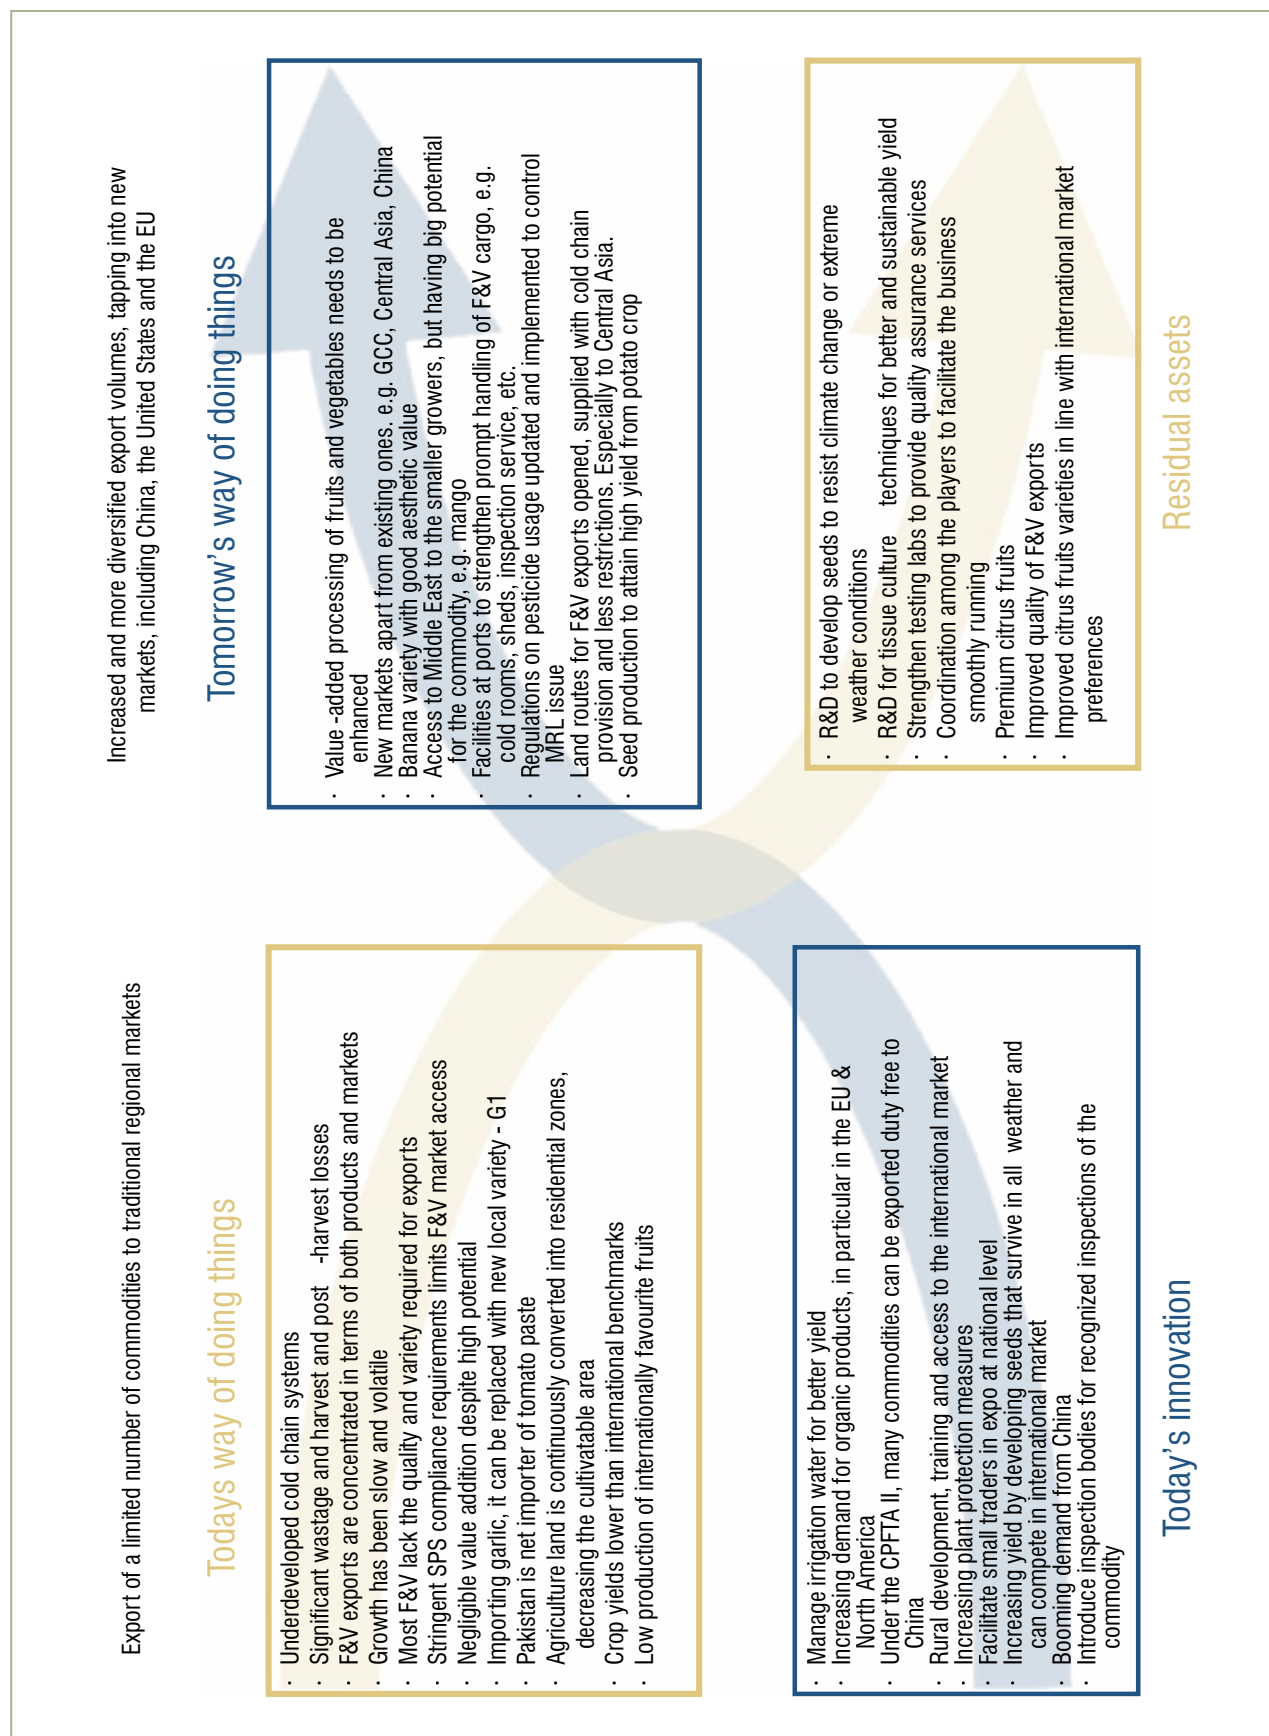 Export of a limited number of commodities to traditional regional markets
Todays way of doing things
· Underdeveloped cold chain systems
· Significant wastage and harvest and post -harvest losses
· F&V exports are concentrated in terms of both products and markets
· Growth has been slow and volatile
· Most F&V lack the quality and variety required for exports
· Stringent SPS compliance requirements limits F&V market access
· Negligible value addition despite high potential
· Importing garlic, it can be replaced with new local variety - G1
· Pakistan is net importer of tomato paste
· Agriculture land is continuously converted into residential zones,
decreasing the cultivatable area
· Crop yields lower than international benchmarks
· Low production of internationally favourite fruits
Increased and more diversified export volumes, tapping into new
markets, including China, the United States and the EU
Tomorrow's way of doing things
· Value -added processing of fruits and vegetables needs to be
enhanced
· New markets apart from existing ones. e.g. GCC, Central Asia, China
· Banana variety with good aesthetic value
· Access to Middle East to the smaller growers, but having big potential
for the commodity, e.g. mango
· Facilities at ports to strengthen prompt handling of F&V cargo, e.g.
cold rooms, sheds, inspection service, etc.
· Regulations on pesticide usage updated and implemented to control
MRL issue
· Land routes for F&V exports opened, supplied with cold chain
provision and less restrictions. Especially to Central Asia.
· Seed production to attain high yield from potato crop
· Manage irrigation water for better yield
· Increasing demand for organic products, in particular in the EU &
North America
· Under the CPFTA II, many commodities can be exported duty free to
China
· Rural development, training and access to the international market
· Increasing plant protection measures
· Facilitate small traders in expo at national level
· Increasing yield by developing seeds that survive in all weather and
can compete in international market
· Booming demand from China
· Introduce inspection bodies for recognized inspections of the
commodity
Today's innovation
· R&D to develop seeds to resist climate change or extreme
weather conditions
· R&D for tissue culture techniques for better and sustainable yield
· Strengthen testing labs to provide quality assurance services
· Coordination among the players to facilitate the business
smoothly running
· Premium citrus fruits
· Improved quality of F&V exports
· Improved citrus fruits varieties in line with international market
preferences
Residual assets